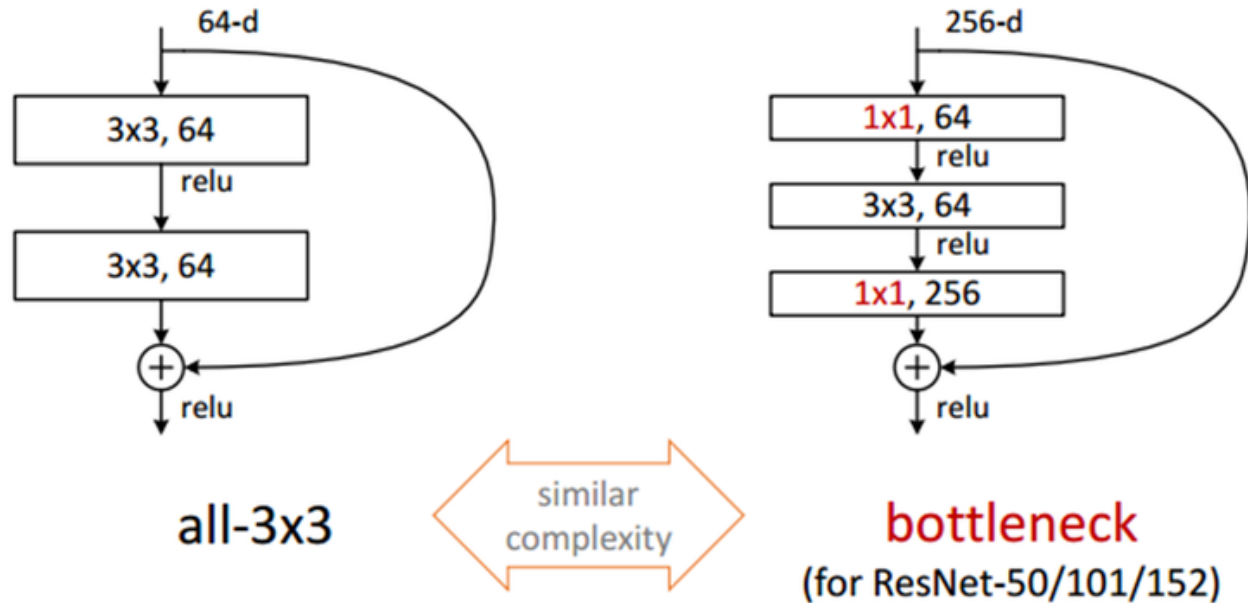 64-d
3x3, 64
relu
3x3, 64
+
relu
all-3x3
similar
complexity
256-d
1x1, 64
relu
3x3, 64
relu
1x1, 256
+
relu
bottleneck
(for ResNet-50/101/152)